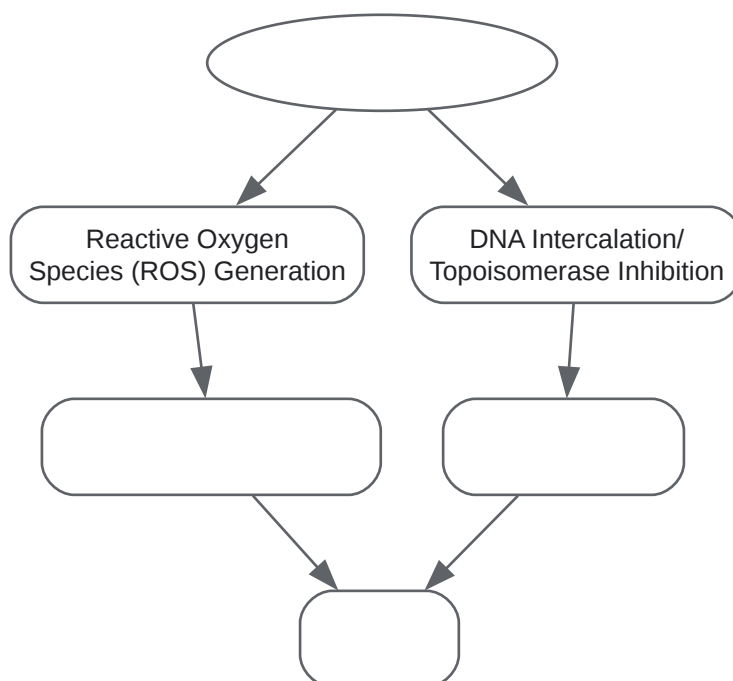 Reactive Oxygen
Species (ROS) Generation
DNA Intercalation/
Topoisomerase Inhibition